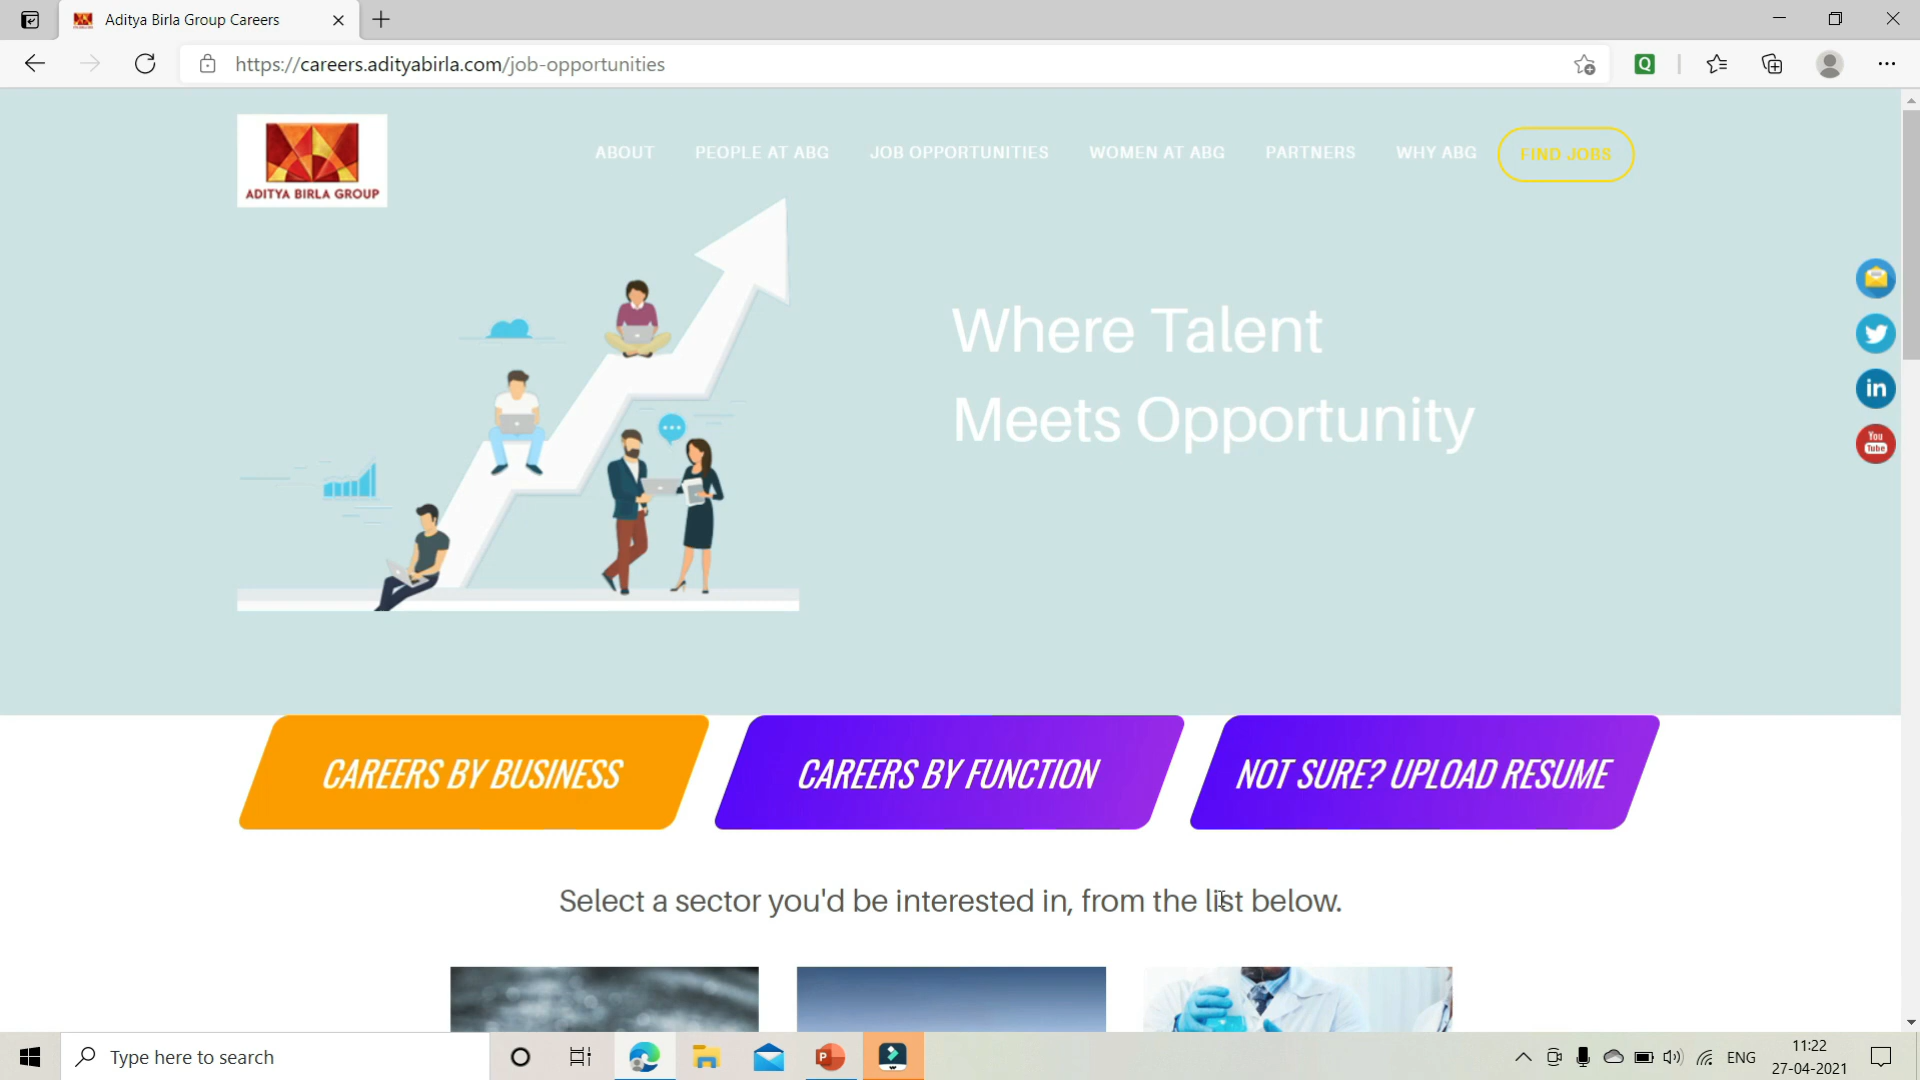 Aditya Birla Group Careers
https://careers.adityabirla.com/job-opportunities
Q
ADITYA BIRLA GROUP
ABOUT
PEOPLE AT ABG
JOB OPPORTUNITIES
WOMEN AT ABG
PARTNERS
WHY ABG
FIND JOBS
Where Talent
Meets Opportunity
in
You
Tube
CAREERS BY BUSINESS
CAREERS BY FUNCTION
NOT SURE? UPLOAD RESUME
Select a sector you'd be interested in, from the list below.
Type here to search
P
ENG
11:22
27-04-2021